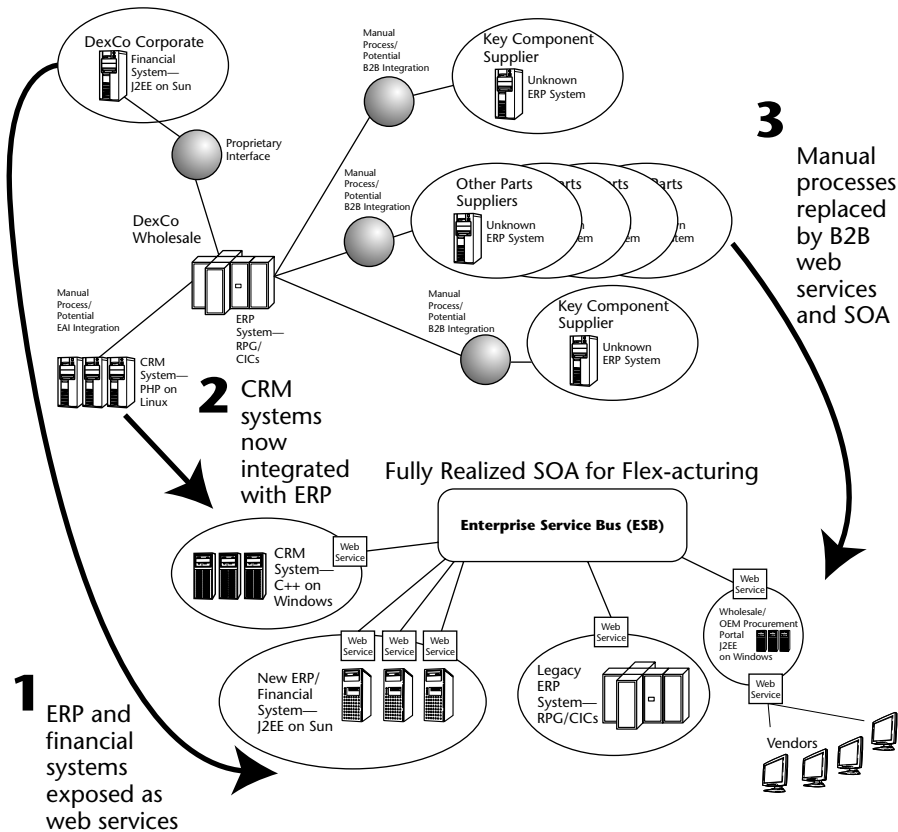 DexCo Corporate
Financial
System—
J2EE on Sun
Proprietary
Interface
DexCo
Wholesale
Manual
Process/
Potential
EAI Integration
CRM
System—
PHP on
Linux
ERP
System—
RPG/
CICs
Manual
Process/
Potential
B2B Integration
Key Component
Supplier
Unknown
ERP System
Manual
Process/
Potential
B2B Integration
Other Parts
Suppliers
Unknown
ERP System
Manual
Process/
Potential
B2B Integration
Key Component
Supplier
Unknown
ERP System
3
Manual
processes
replaced
by B2B
web
services
and SOA
2
CRM
systems
now
integrated
with ERP
Fully Realized SOA for Flex-acturing
Enterprise Service Bus (ESB)
Web
Service
CRM
System—
C++ on
Windows
Web
Service
Web
Service
Web
Service
New ERP/
Financial
System—
J2EE on Sun
Web
Service
Legacy
ERP
System—
RPG/CICs
Web
Service
Wholesale/
OEM Procurement
Portal
J2EE
on Windows
Web
Service
Vendors
1
ERP and
financial
systems
exposed as
web services